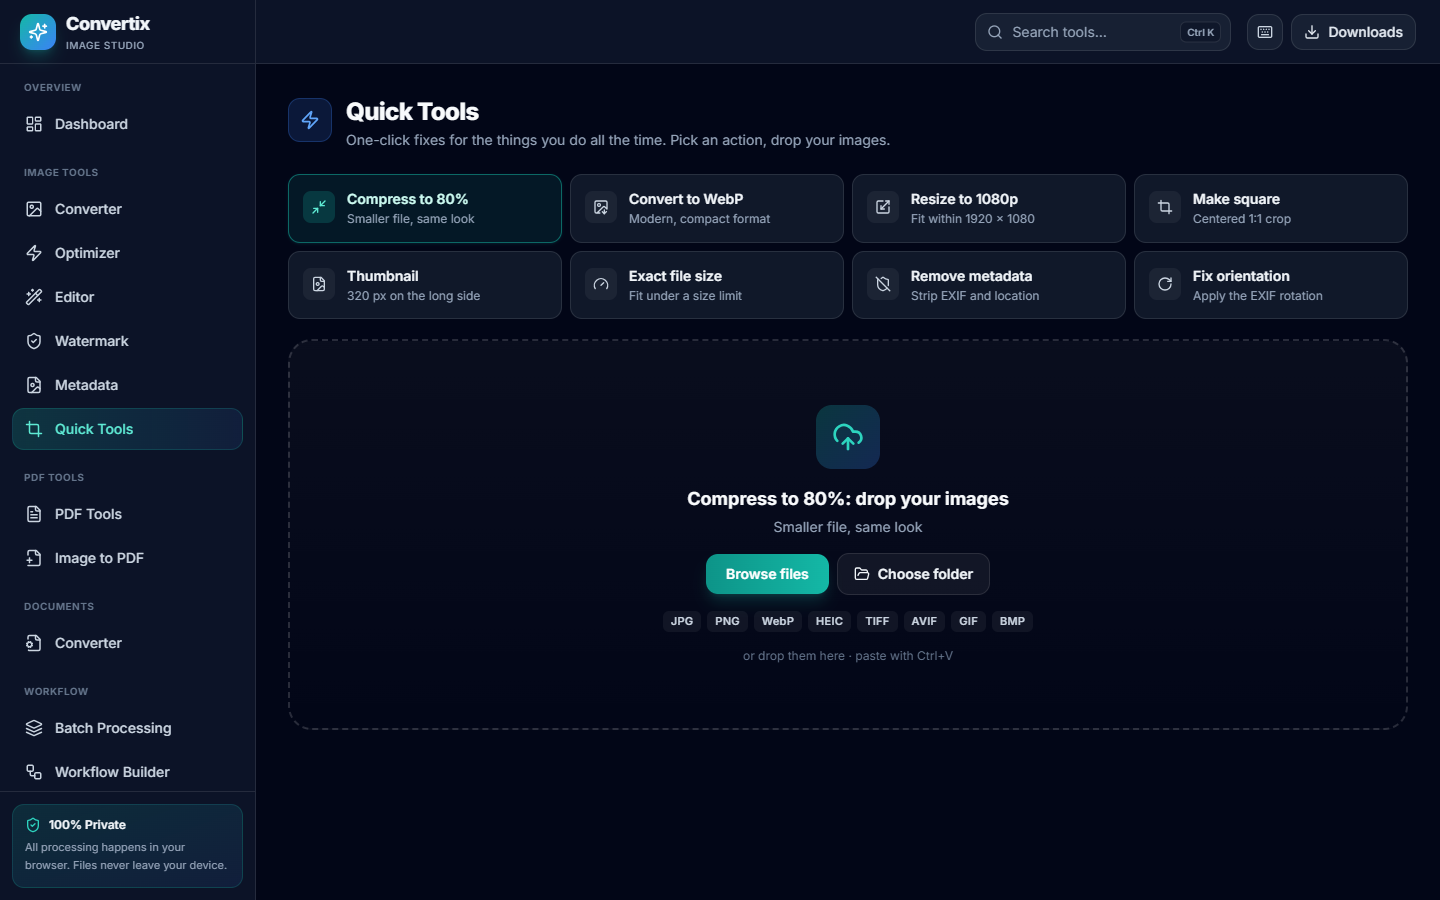 Convertix
IMAGE STUDIO
Search tools...
Ctrl K
Downloads
OVERVIEW
Dashboard
IMAGE TOOLS
Converter
Optimizer
Editor
Watermark
Metadata
Quick Tools
PDF TOOLS
PDF Tools
Image to PDF
DOCUMENTS
Converter
WORKFLOW
Batch Processing
Workflow Builder
100% Private
All processing happens in your
browser. Files never leave your device.
Quick Tools
One-click fixes for the things you do all the time. Pick an action, drop your images.
Compress to 80%
Smaller file, same look
Convert to WebP
Modern, compact format
Resize to 1080p
Fit within 1920 × 1080
Make square
Centered 1:1 crop
Thumbnail
320 px on the long side
Exact file size
Fit under a size limit
Remove metadata
Strip EXIF and location
Fix orientation
Apply the EXIF rotation
Compress to 80%: drop your images
Smaller file, same look
Browse files
Choose folder
JPG PNG WebP HEIC TIFF AVIF GIF BMP
or drop them here · paste with Ctrl+V